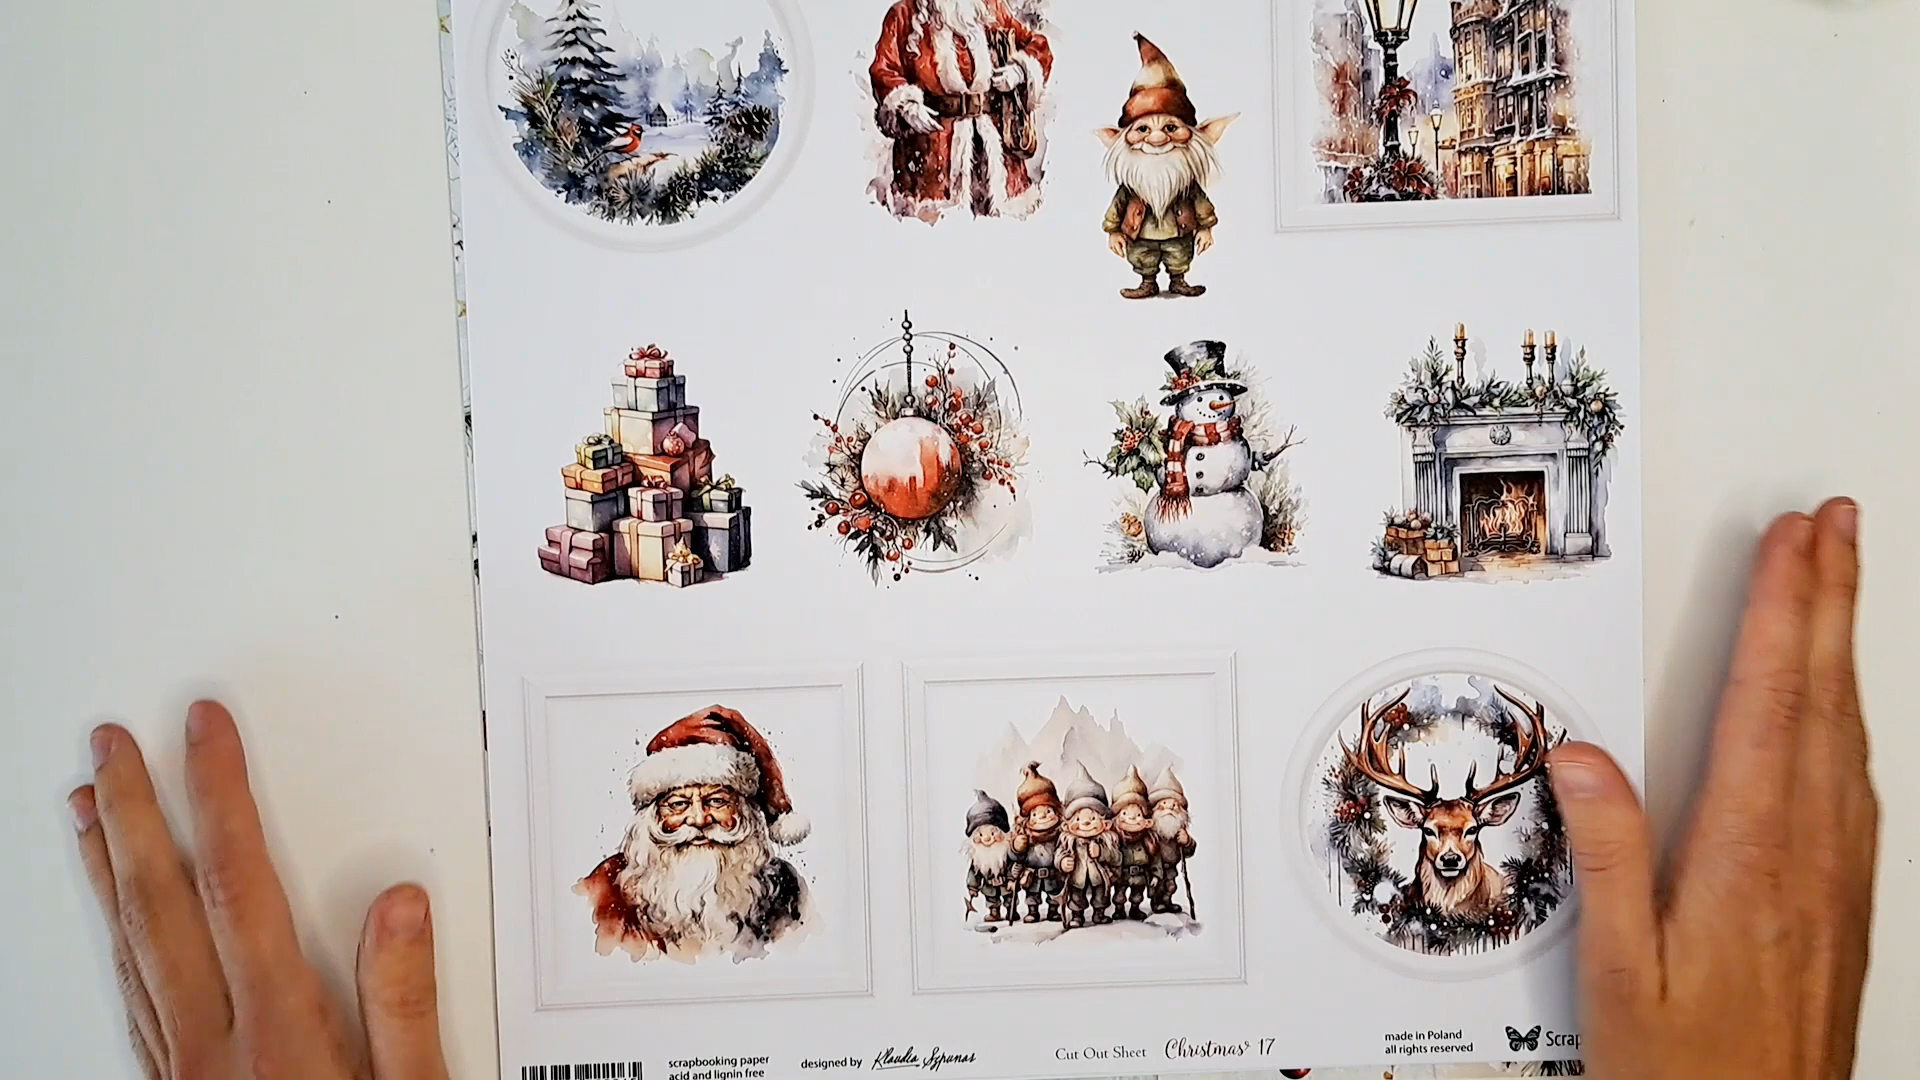 scrapbooking paper
acid and lignin free
designed by Klaudia Szpunar
Cut Out Sheet Christmas 17
made in Poland
all rights reserved
Scrap